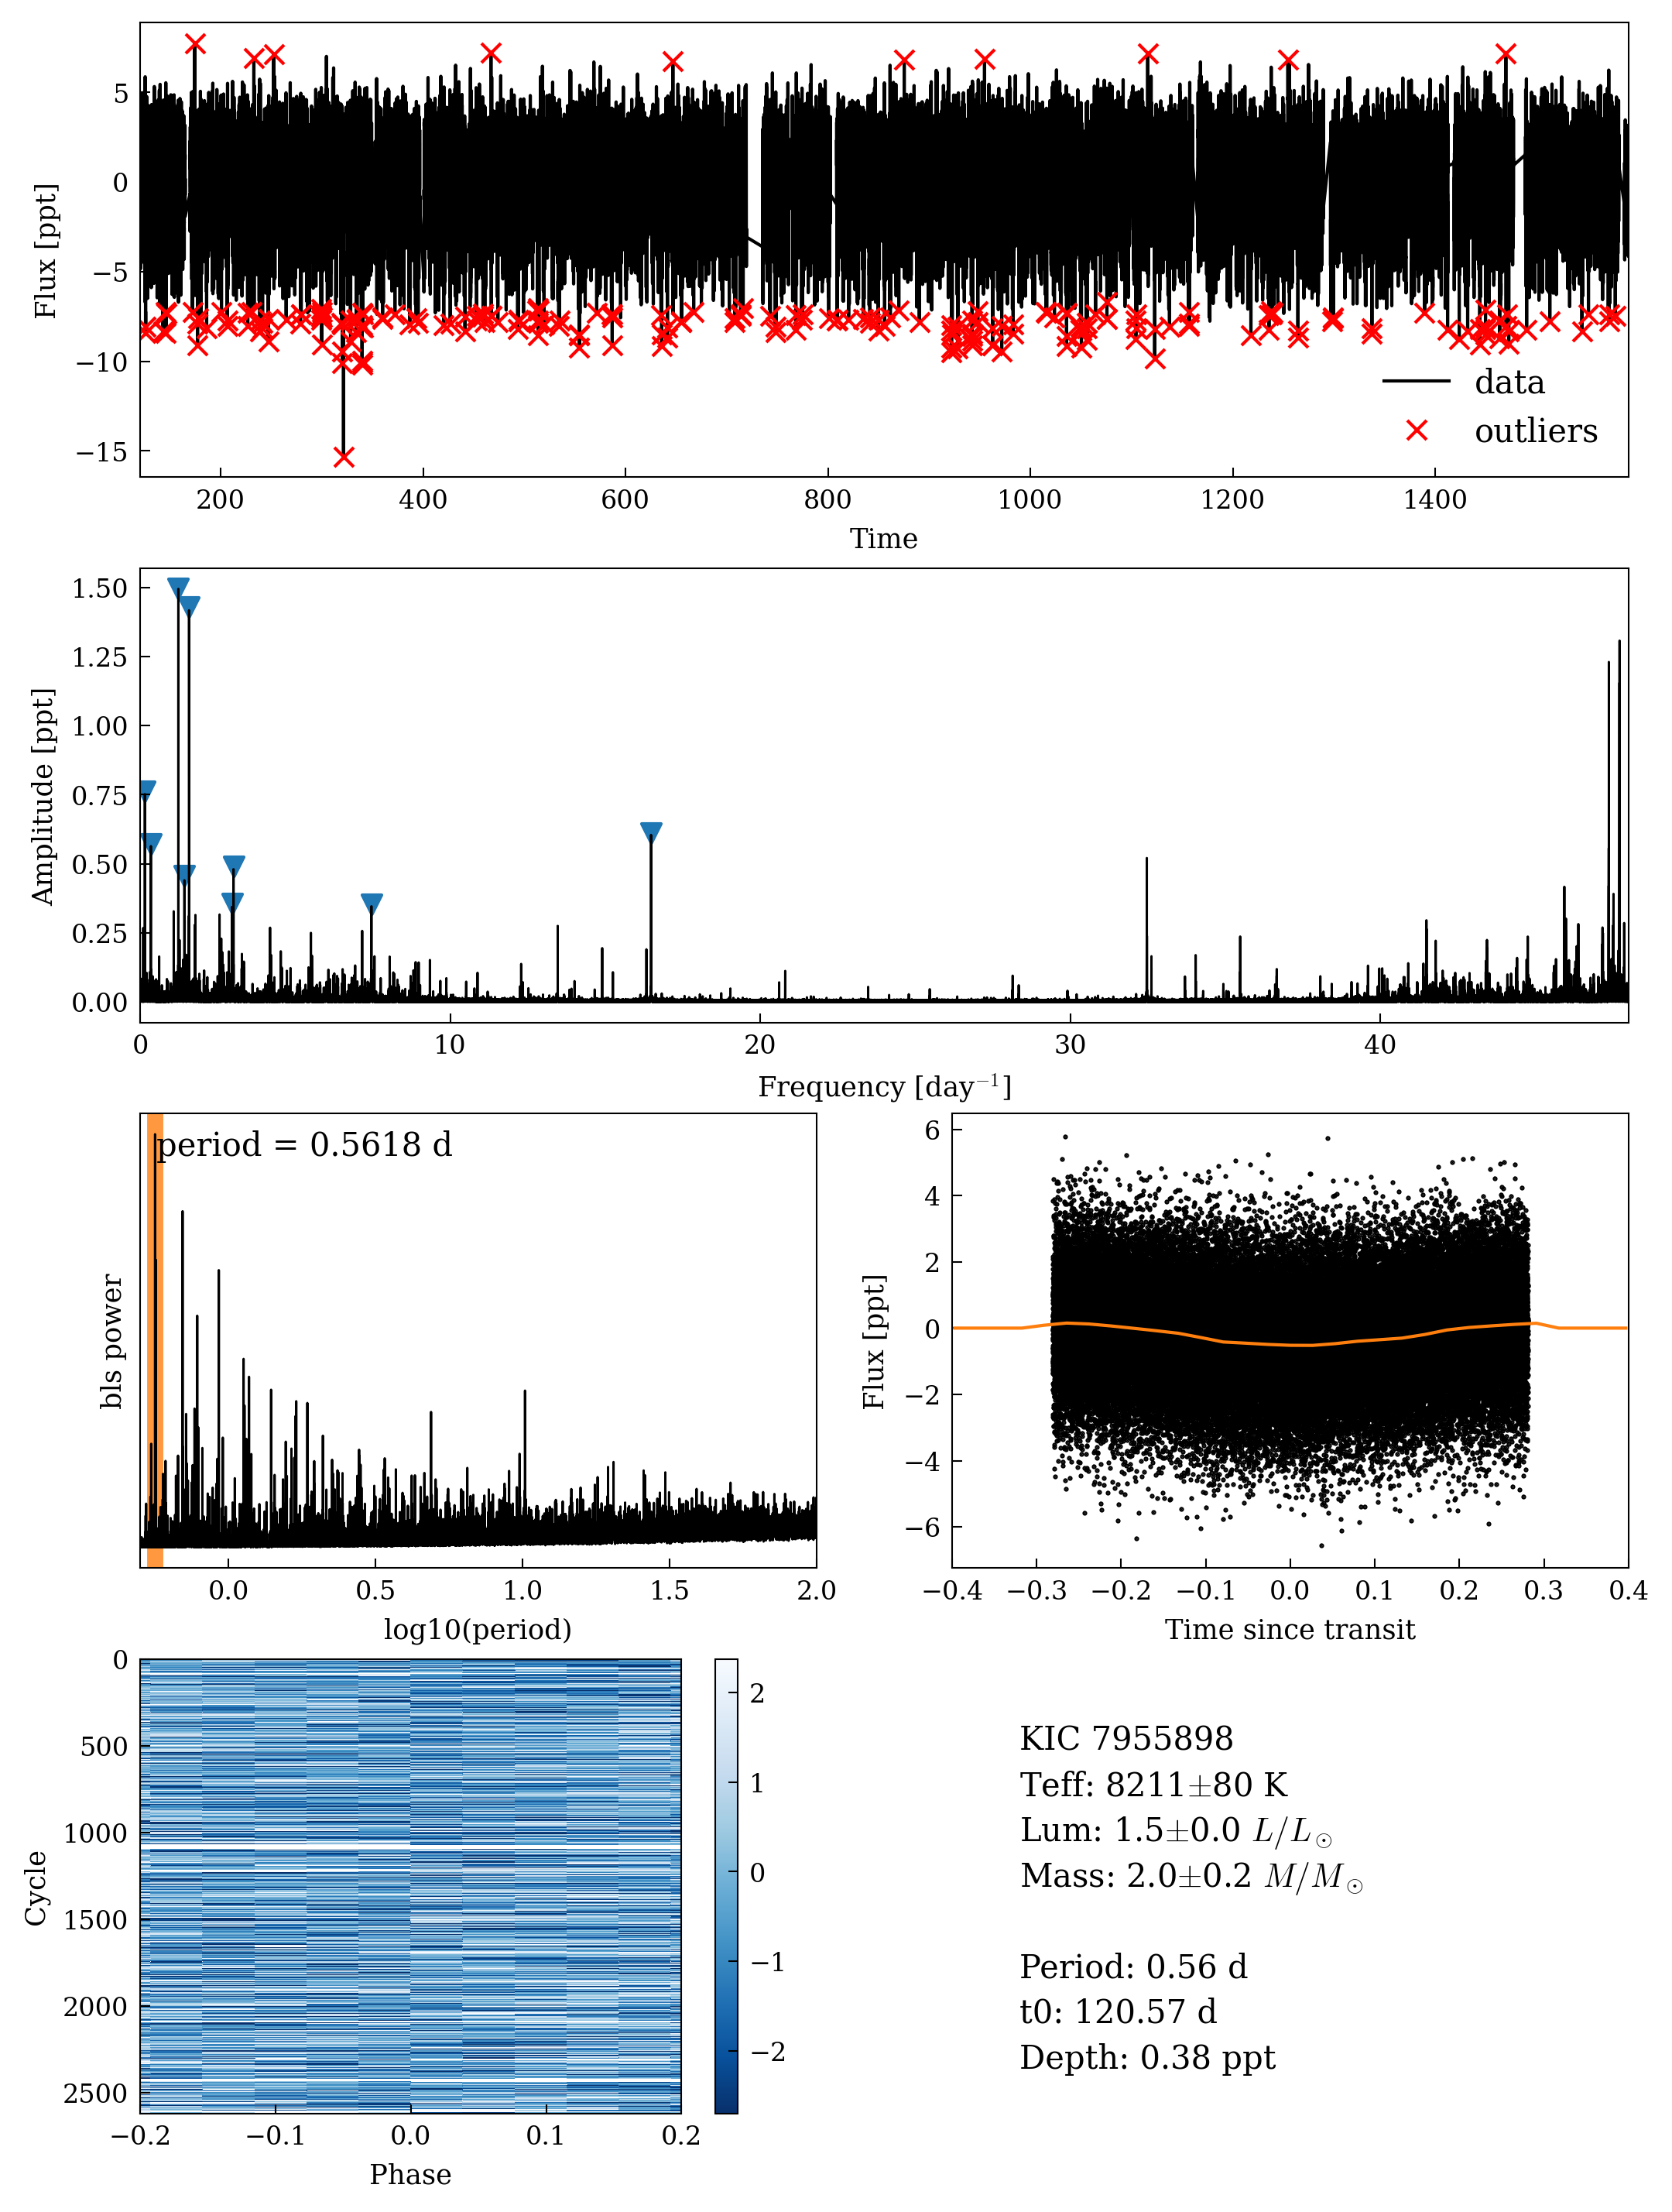 5
0
−5
−10
−15
Flux [ppt]
200 400 600 800 1000 1200 1400
Time
data
outliers
1.50
1.25
1.00
0.75
0.50
0.25
0.00
Amplitude [ppt]
0 10 20 30 40
Frequency [day⁻¹]
period = 0.5618 d
bls power
0.0 0.5 1.0 1.5 2.0
log10(period)
6
4
2
0
−2
−4
−6
Flux [ppt]
−0.4 −0.3 −0.2 −0.1 0.0 0.1 0.2 0.3 0.4
Time since transit
0
500
1000
1500
2000
2500
Cycle
−0.2 −0.1 0.0 0.1 0.2
Phase
2
1
0
−1
−2
KIC 7955898
Teff: 8211±80 K
Lum: 1.5±0.0 L/L⊙
Mass: 2.0±0.2 M/M⊙
Period: 0.56 d
t0: 120.57 d
Depth: 0.38 ppt